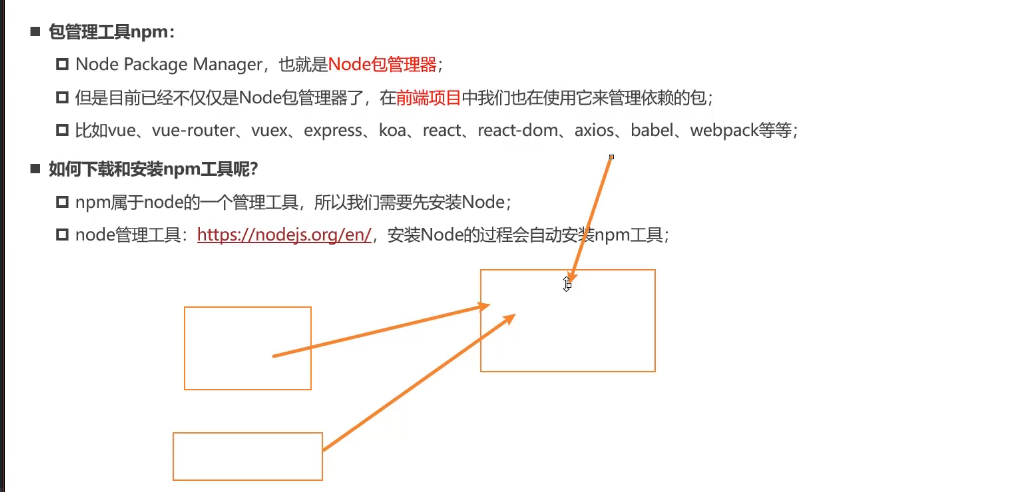 包管理工具npm：
Node Package Manager，也就是Node包管理器；
但是目前已经不仅仅是Node包管理器了，在前端项目中我们也在使用它来管理依赖的包；
比如vue、vue-router、vuex、express、koa、react、react-dom、axios、babel、webpack等等；
如何下载和安装npm工具呢？
npm属于node的一个管理工具，所以我们需要先安装Node；
node管理工具：https://nodejs.org/en/，安装Node的过程会自动安装npm工具；